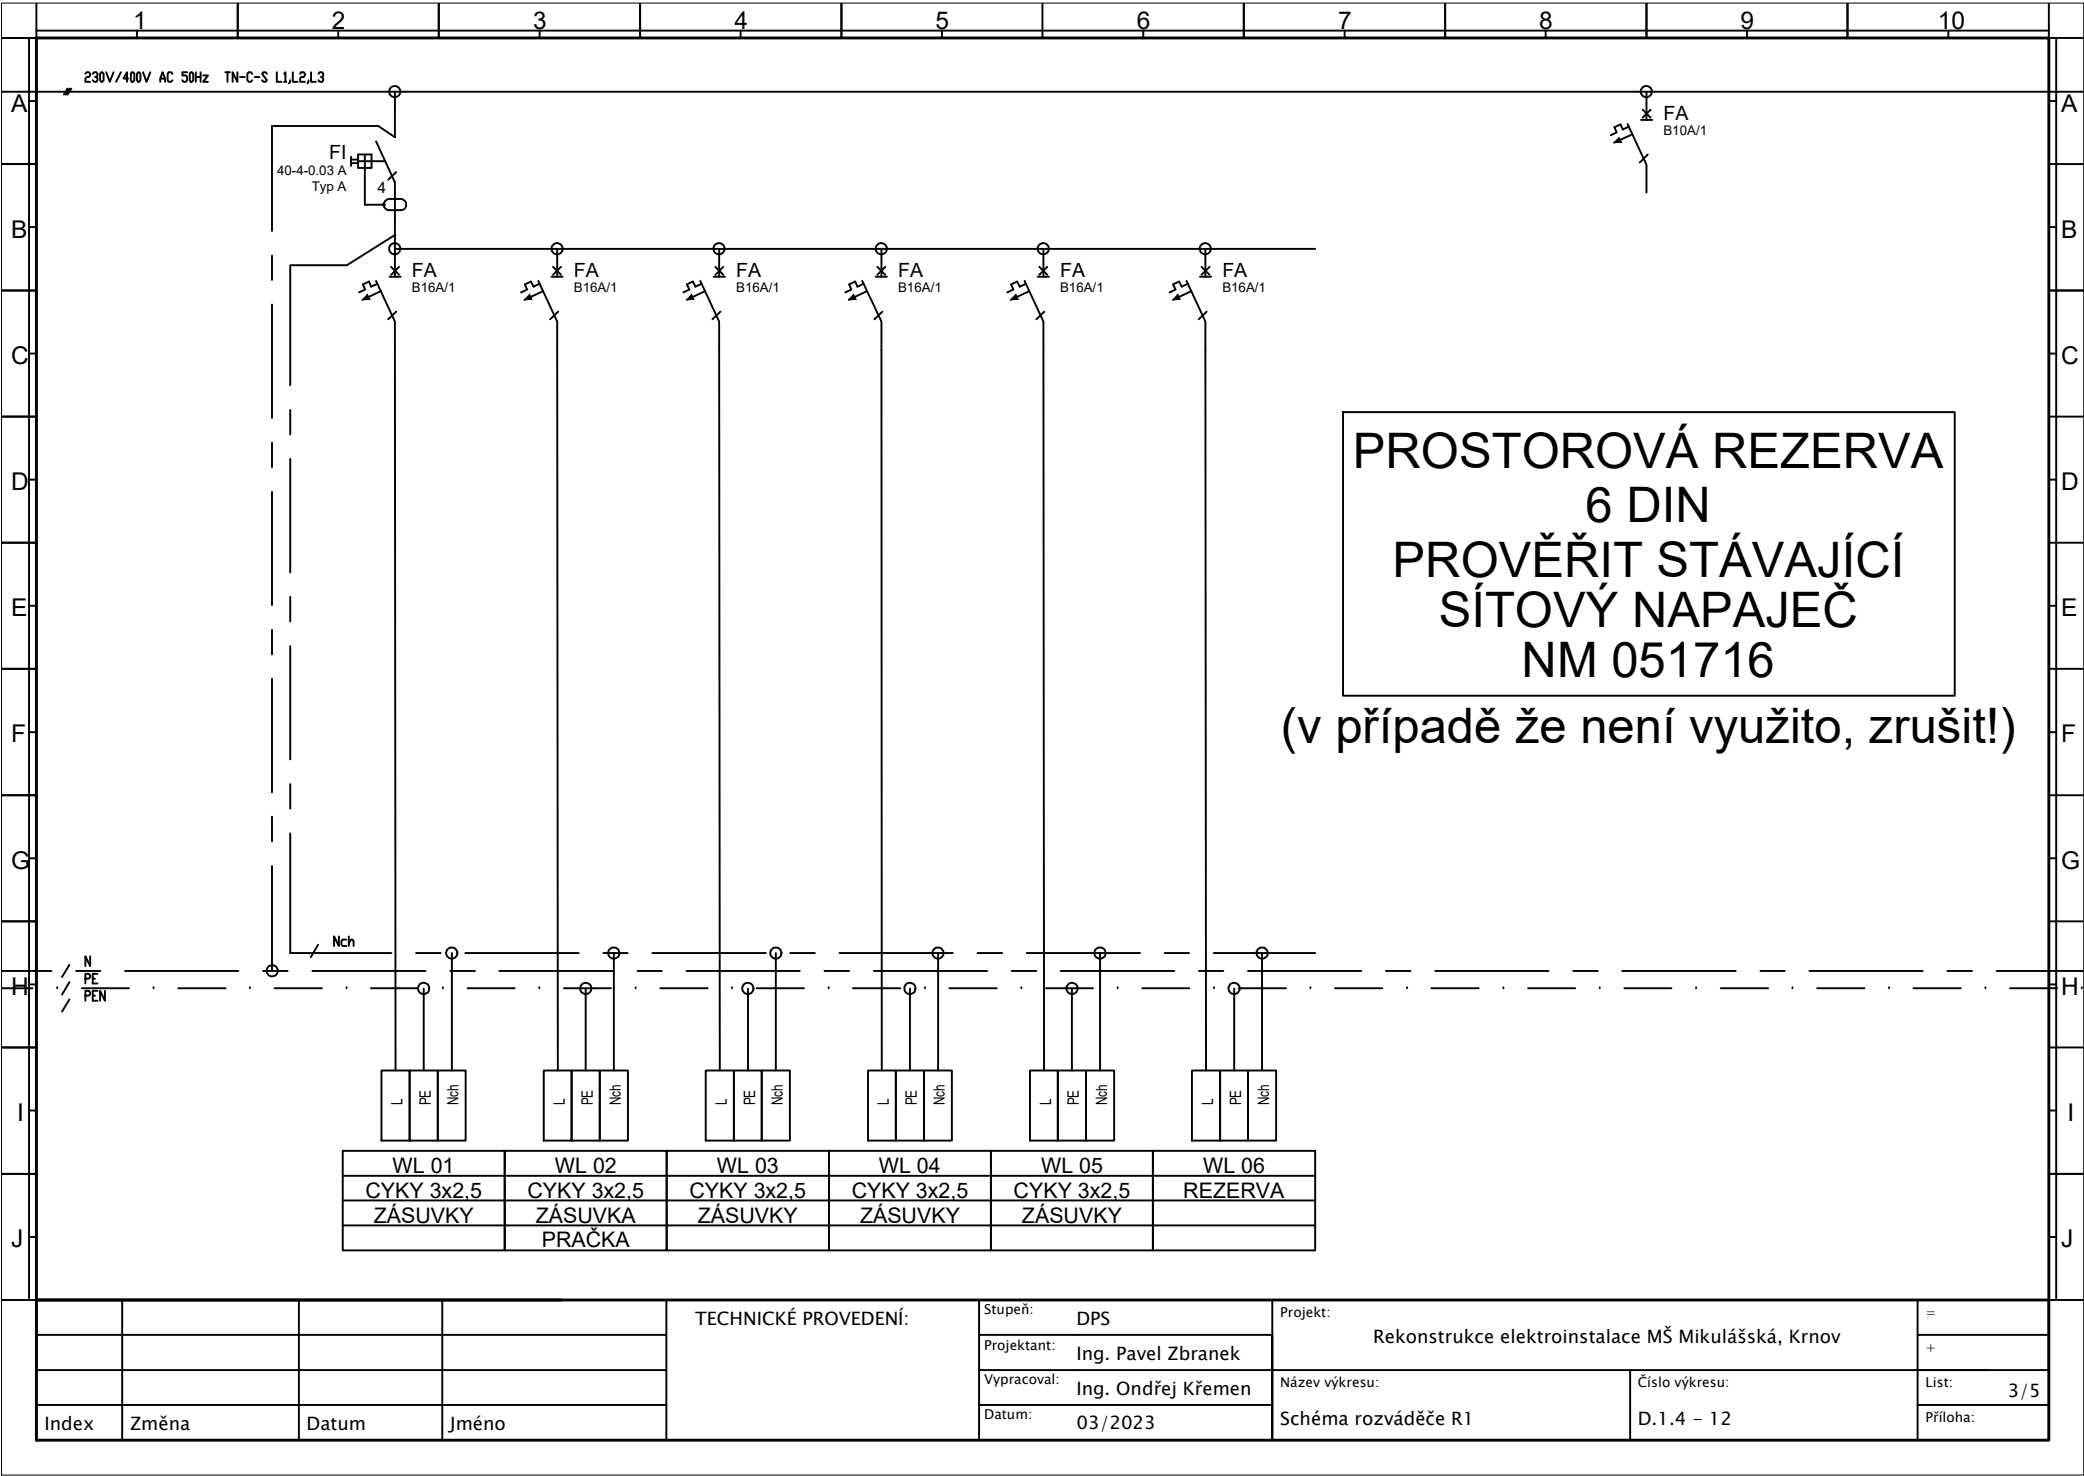 1 2 3 4 5 6 7 8 9 10
230V/400V AC 50Hz TN-C-S L1,L2,L3
A A
FA
B10A/1
FI
40-4-0.03 A
Typ A 4
B B
FA FA FA FA FA FA
B16A/1 B16A/1 B16A/1 B16A/1 B16A/1 B16A/1
C C
PROSTOROVÁ REZERVA
D D
6 DIN
PROVĚŘIT STÁVAJÍCÍ
E E
SÍTOVÝ NAPAJEČ
NM 051716
F F
(v případě že není využito, zrušit!)
G G
Nch
N
PE
H H
PEN
L PE Nch L PE Nch L PE Nch L PE Nch L PE Nch L PE Nch
I I
WL 01 WL 02 WL 03 WL 04 WL 05 WL 06
CYKY 3x2,5 CYKY 3x2,5 CYKY 3x2,5 CYKY 3x2,5 CYKY 3x2,5 REZERVA
ZÁSUVKY ZÁSUVKA ZÁSUVKY ZÁSUVKY ZÁSUVKY
PRAČKA
J J
TECHNICKÉ PROVEDENÍ:
Stupeň: DPS
Projektant: Ing. Pavel Zbranek
Vypracoval: Ing. Ondřej Křemen
Datum: 03/2023
Projekt:
Rekonstrukce elektroinstalace MŠ Mikulášská, Krnov
=
+
Název výkresu:
Schéma rozváděče R1
Číslo výkresu:
D.1.4 - 12
List: 3/5
Příloha:
Index Změna Datum Jméno